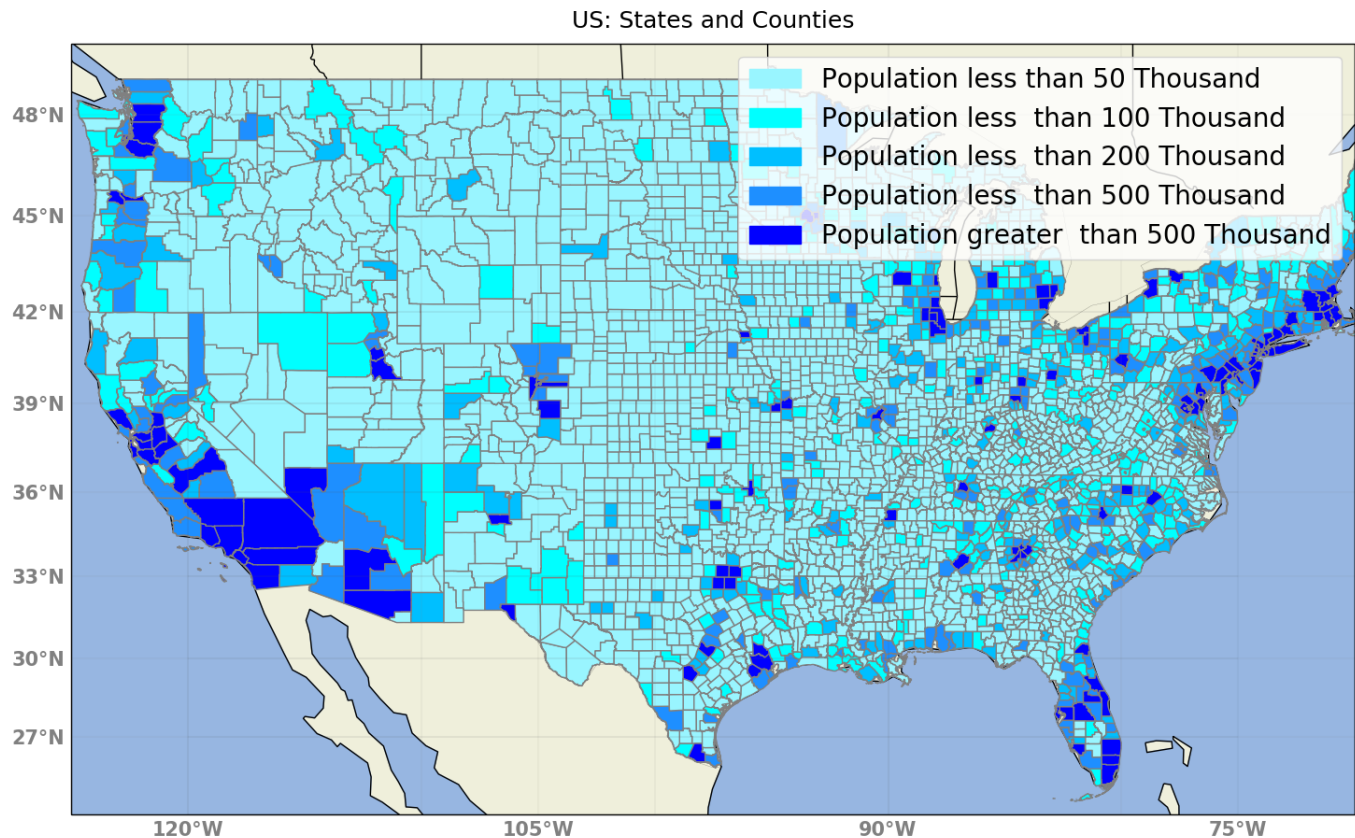 US: States and Counties
Population less than 50 Thousand
Population less  than 100 Thousand
Population less  than 200 Thousand
Population less  than 500 Thousand
Population greater  than 500 Thousand
48°N
45°N
42°N
39°N
36°N
33°N
30°N
27°N
120°W 105°W 90°W 75°W